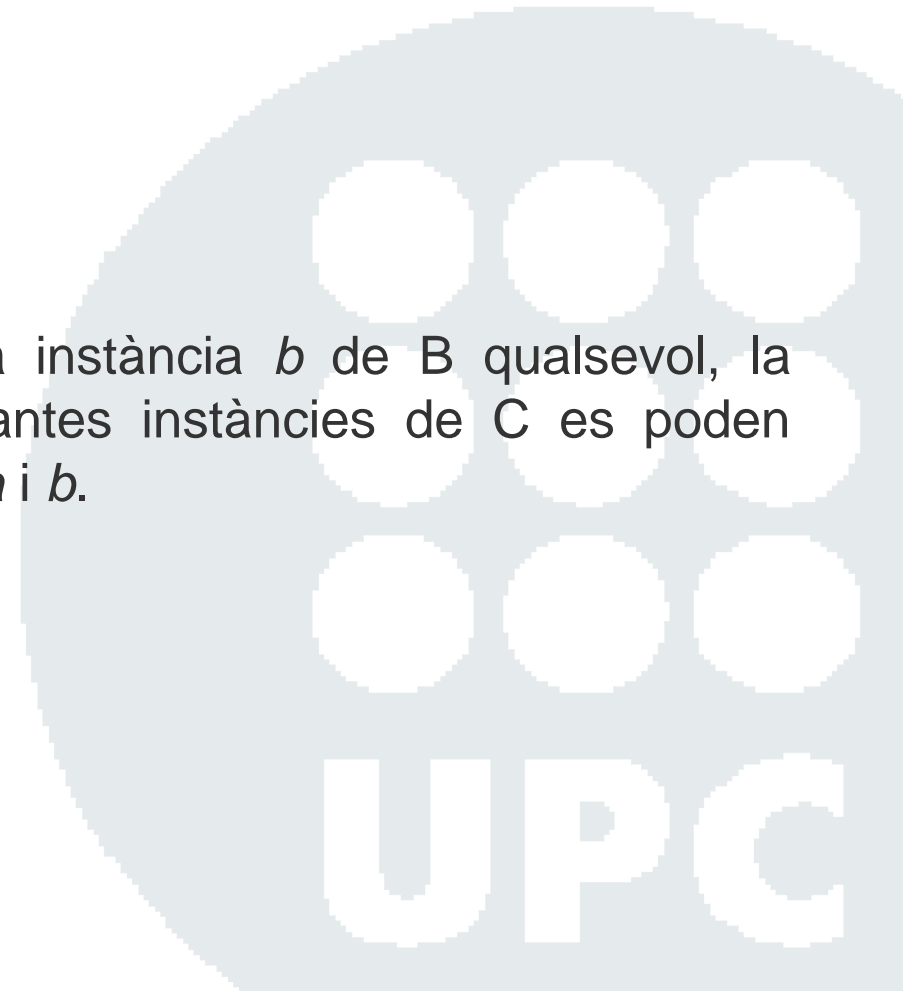 a instància b de B qualsevol, la
antes instàncies de C es poden
i b.
UPC